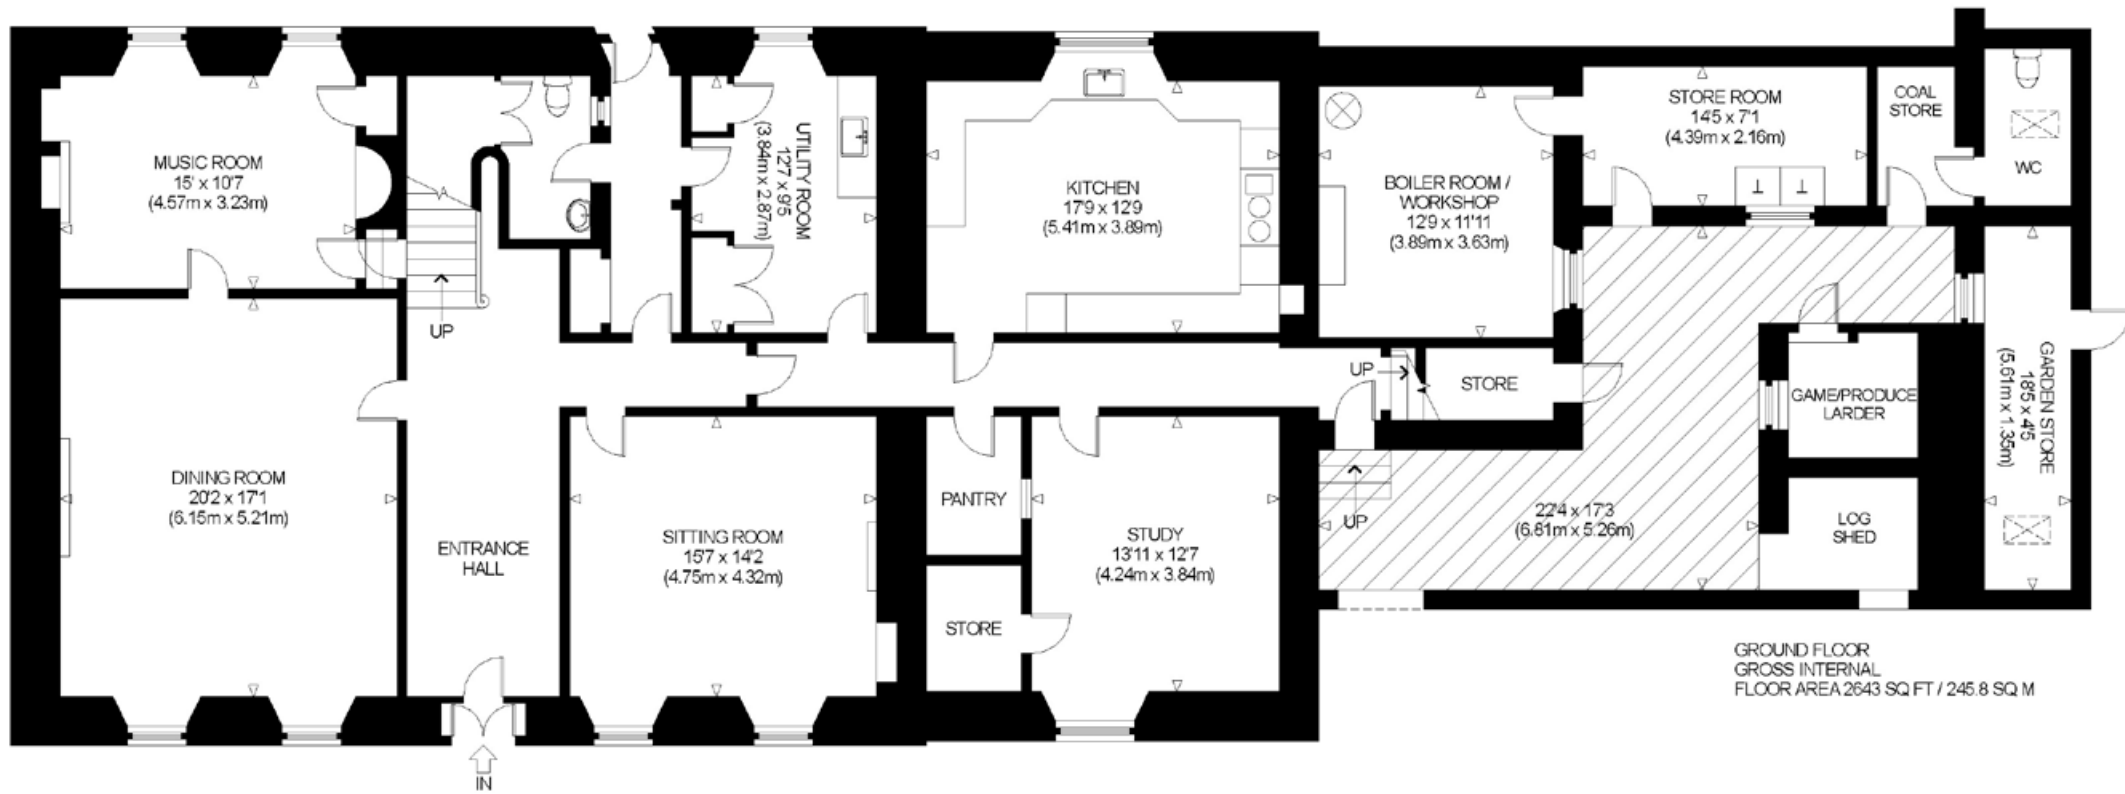 MUSIC ROOM
15' x 10'7
(4.57m x 3.23m)
UP
DINING ROOM
20'2 x 17'1
(6.15m x 5.21m)
ENTRANCE
HALL
IN
UTILITY ROOM
12'7 x 9'5
(3.84m x 2.87m)
SITTING ROOM
15'7 x 14'2
(4.75m x 4.32m)
KITCHEN
17'9 x 12'9
(5.41m x 3.89m)
PANTRY
STORE
STUDY
13'11 x 12'7
(4.24m x 3.84m)
BOILER ROOM /
WORKSHOP
12'9 x 11'11
(3.89m x 3.63m)
UP
STORE
UP
22'4 x 17'3
(6.81m x 5.26m)
STORE ROOM
14'5 x 7'1
(4.39m x 2.16m)
COAL
STORE
WC
GAME/PRODUCE
LARDER
LOG
SHED
GARDEN STORE
18'5 x 4'5
(5.61m x 1.35m)
GROUND FLOOR
GROSS INTERNAL
FLOOR AREA 2643 SQ FT / 245.8 SQ M